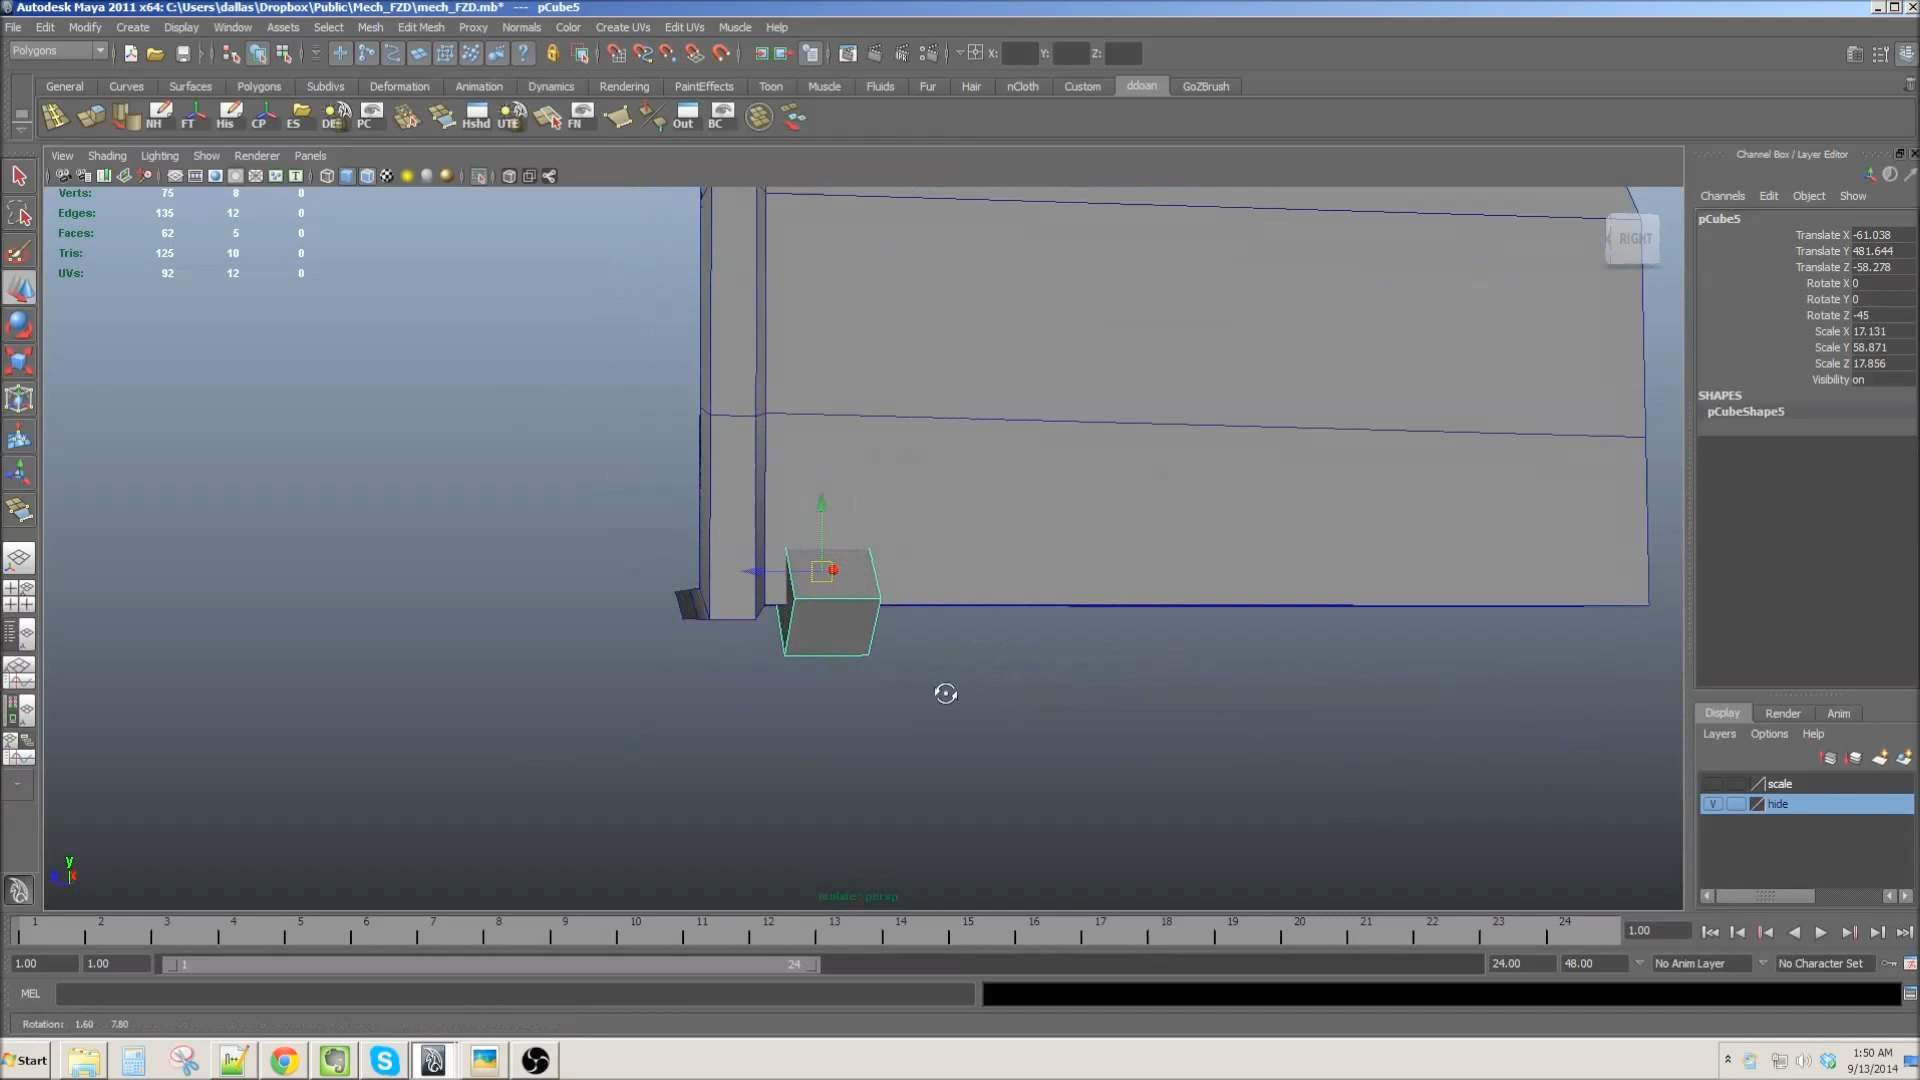 Autodesk Maya 2011 x64: C:\Users\dallas\Dropbox\Public\Mech_FZD\mech_FZD.mb* --- pCube5
File Edit Modify Create Display Window Assets Select Mesh Edit Mesh Proxy Normals Color Create UVs Edit UVs Muscle Help
Polygons X: Y: Z:
General Curves Surfaces Polygons Subdivs Deformation Animation Dynamics Rendering PaintEffects Toon Muscle Fluids Fur Hair nCloth Custom ddoan GoZBrush
NH FT His CP ES DE PC Hshd UTE FN Out BC
View Shading Lighting Show Renderer Panels
Channel Box / Layer Editor
Channels Edit Object Show
Verts: 75 8 0
Edges: 135 12 0
Faces: 62 5 0
Tris: 125 10 0
UVs: 92 12 0
RIGHT
pCube5
Translate X -61.038
Translate Y 481.644
Translate Z -58.278
Rotate X 0
Rotate Y 0
Rotate Z -45
Scale X 17.131
Scale Y 58.871
Scale Z 17.856
Visibility on
SHAPES
pCubeShape5
Display Render Anim
Layers Options Help
scale
V hide
y
x
Isolate: persp
1 2 3 4 5 6 7 8 9 10 11 12 13 14 15 16 17 18 19 20 21 22 23 24 1.00
1.00 1.00 1 24 24.00 48.00 No Anim Layer No Character Set
MEL
Rotation: 1.60 7.80
Start
1:50 AM
9/13/2014